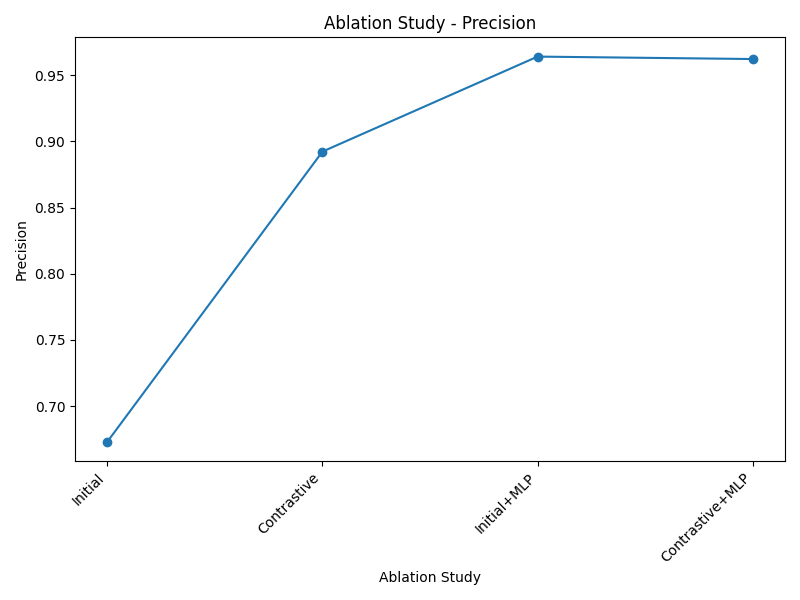 Ablation Study - Precision
Precision
0.95
0.90
0.85
0.80
0.75
0.70
Initial
Contrastive
Initial+MLP
Contrastive+MLP
Ablation Study